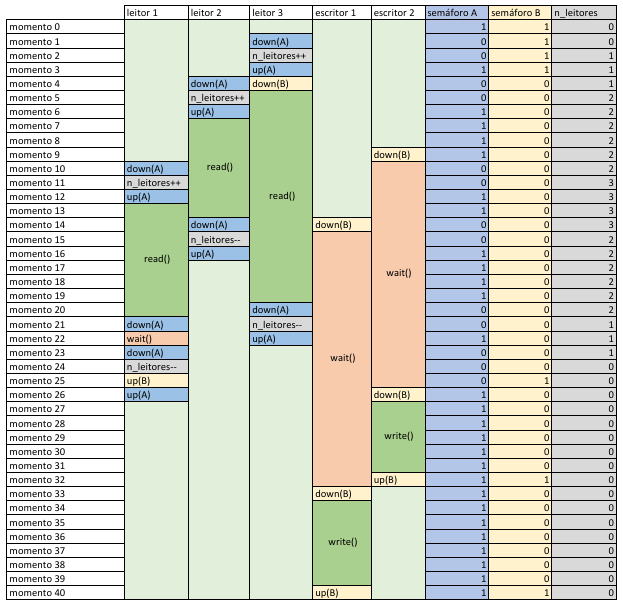 leitor 1 leitor 2 leitor 3 escritor 1 escritor 2 semáforo A semáforo B n_leitores
momento 0 1 1 0
momento 1 down(A) 0 1 0
momento 2 n_leitores++ 0 1 1
momento 3 up(A) 1 1 1
momento 4 down(A) down(B) 0 0 1
momento 5 n_leitores++ 0 0 2
momento 6 up(A) 1 0 2
momento 7 1 0 2
momento 8 1 0 2
momento 9 down(B) 1 0 2
momento 10 down(A) read() 0 0 2
momento 11 n_leitores++ 0 0 3
momento 12 up(A) read() 1 0 3
momento 13 1 0 3
momento 14 down(A) down(B) 0 0 3
momento 15 n_leitores-- 0 0 2
momento 16 read() up(A) 1 0 2
momento 17 wait() 1 0 2
momento 18 1 0 2
momento 19 1 0 2
momento 20 down(A) 0 0 2
momento 21 down(A) n_leitores-- 0 0 1
momento 22 wait() up(A) 1 0 1
momento 23 down(A) wait() 0 0 0
momento 24 n_leitores-- 0 0 0
momento 25 up(B) 0 1 0
momento 26 up(A) down(B) 1 0 0
momento 27 1 0 0
momento 28 1 0 0
momento 29 write() 1 0 0
momento 30 1 0 0
momento 31 1 0 0
momento 32 up(B) 1 1 0
momento 33 down(B) 1 0 0
momento 34 1 0 0
momento 35 1 0 0
momento 36 write() 1 0 0
momento 37 1 0 0
momento 38 1 0 0
momento 39 1 0 0
momento 40 up(B) 1 1 0